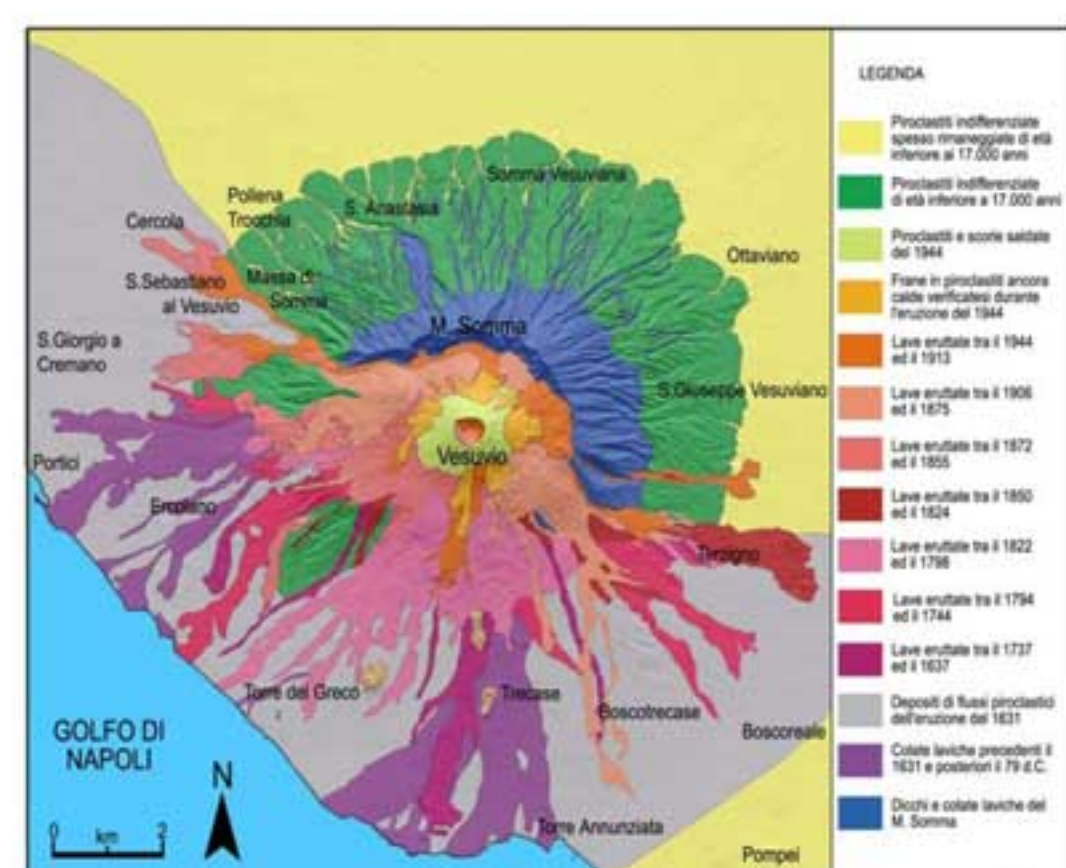 LEGENDA
Piroclastiti indifferenziate
spesso rimaneggiate di età
inferiore ai 17.000 anni
Piroclastiti indifferenziate
di età inferiore a 17.000 anni
Piroclastiti e scorie saldate
del 1944
Frane in piroclastiti ancora
calde verificatesi durante
l'eruzione del 1944
Lave eruttate tra il 1944
ed il 1913
Lave eruttate tra il 1906
ed il 1875
Lave eruttate tra il 1872
ed il 1855
Lave eruttate tra il 1850
ed il 1824
Lave eruttate tra il 1822
ed il 1798
Lave eruttate tra il 1794
ed il 1744
Lave eruttate tra il 1737
ed il 1637
Depositi di flussi piroclastici
dell'eruzione del 1631
Colate laviche precedenti il
1631 e posteriori il 79 d.C.
Dicchi e colate laviche del
M. Somma
Somma Vesuviana
Pollena
Trocchia
S. Anastasia
Cercola
Ottaviano
Massa di
Somma
S.Sebastiano
al Vesuvio
M. Somma
S.Giorgio a
Cremano
S.Giuseppe Vesuviano
Vesuvio
Portici
Ercolano
Terzigno
Torre del Greco
Trecase
Boscotrecase
Boscoreale
GOLFO DI
NAPOLI
N
0 km 2
Torre Annunziata
Pompei